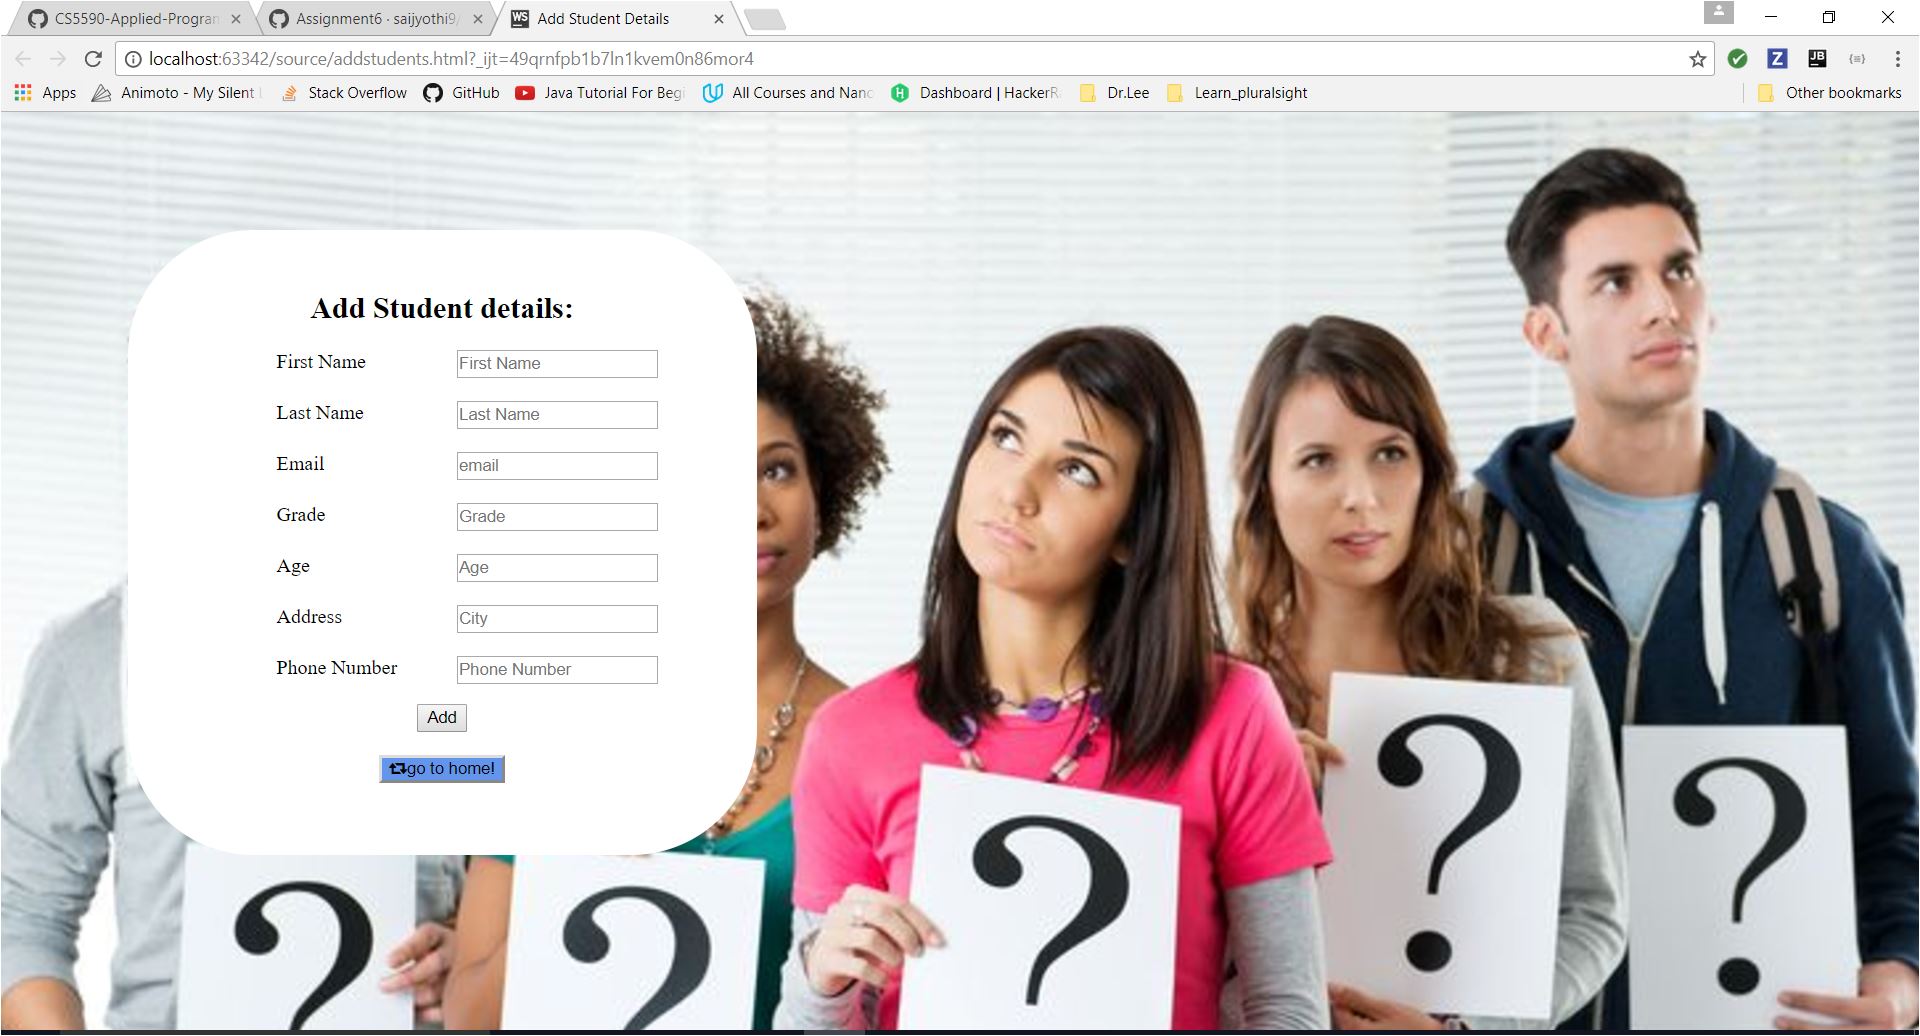 CS5590-Applied-Program
Assignment6 · saijyothi9/
WS Add Student Details
localhost:63342/source/addstudents.html?_ijt=49qrnfpb1b7ln1kvem0n86mor4
Z
JB
Apps Animoto - My Silent Stack Overflow GitHub Java Tutorial For Begi All Courses and Nano Dashboard | HackerR Dr.Lee Learn_pluralsight Other bookmarks
Add Student details:
First Name First Name
Last Name Last Name
Email email
Grade Grade
Age Age
Address City
Phone Number Phone Number
Add
go to home!
? ? ? ? ?